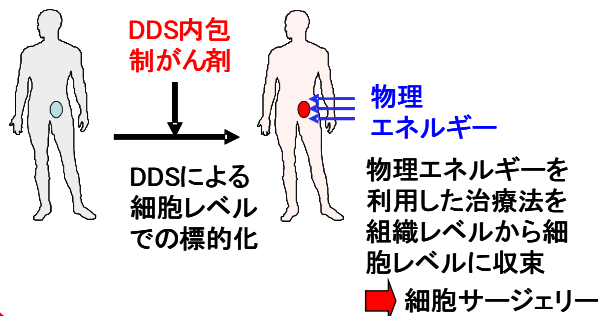 DDS内包
制がん剤
DDSによる
細胞レベル
での標的化
物理
エネルギー
物理エネルギーを
利用した治療法を
組織レベルから細
胞レベルに収束
細胞サージェリー